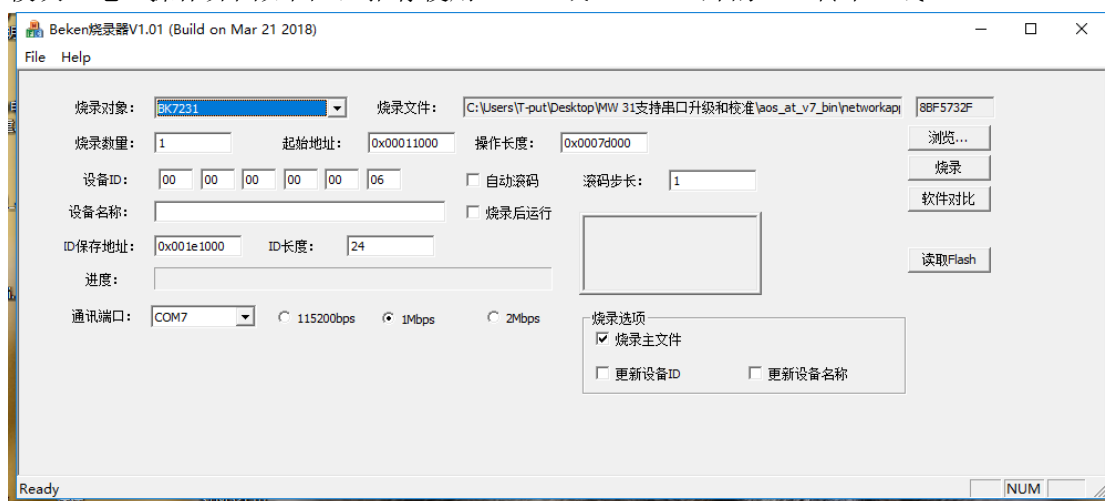 Beken烧录器V1.01 (Build on Mar 21 2018)
File Help
烧录对象： BK7231 烧录文件： C:\Users\T-put\Desktop\MW 31支持串口升级和校准\aos_at_v7_bin\networkap 8BF5732F
浏览...
烧录数量： 1 起始地址： 0x00011000 操作长度： 0x0007d000
烧录
设备ID： 00 00 00 00 00 06 自动滚码 滚码步长： 1
软件对比
设备名称： 烧录后运行
ID保存地址： 0x001e1000 ID长度： 24
读取Flash
进度：
通讯端口： COM7 115200bps 1Mbps 2Mbps
烧录选项
烧录主文件
更新设备ID 更新设备名称
Ready NUM